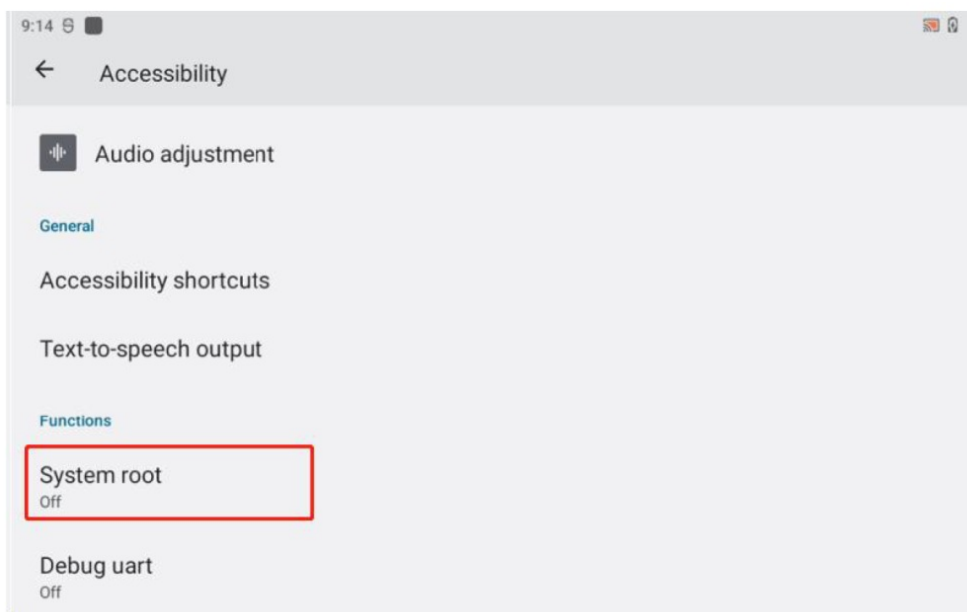 9:14
Accessibility
Audio adjustment
General
Accessibility shortcuts
Text-to-speech output
Functions
System root
Off
Debug uart
Off